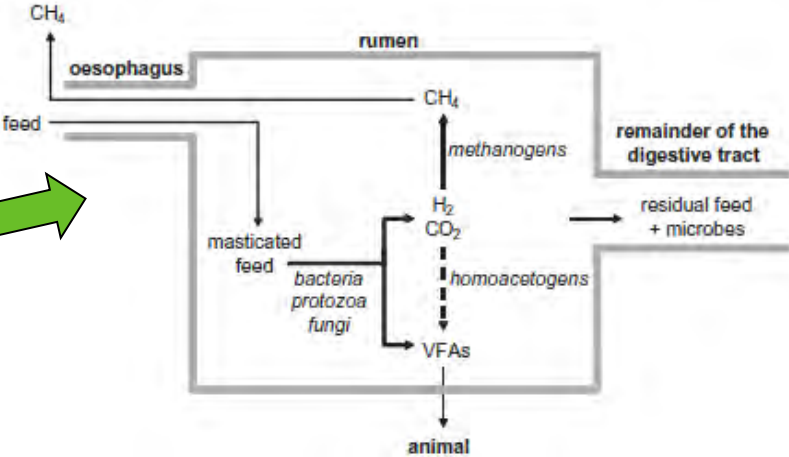 CH₄
rumen
oesophagus
CH₄
feed
remainder of the
digestive tract
methanogens
H₂
CO₂
residual feed
+ microbes
masticated
feed
bacteria
protozoa
fungi
homoacetogens
VFAs
animal